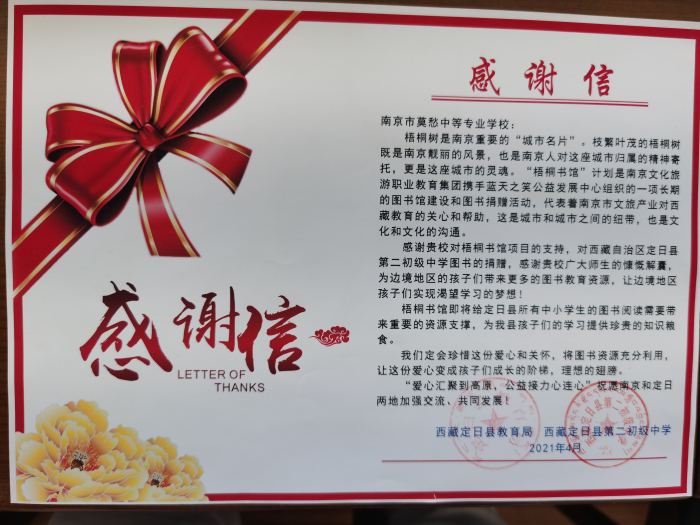 感谢信
LETTER OF
THANKS
感谢信
南京市莫愁中等专业学校：
梧桐树是南京重要的“城市名片”。枝繁叶茂的梧桐树
既是南京靓丽的风景，也是南京人对这座城市归属的精神寄
托，更是这座城市的灵魂。“梧桐书馆”计划是南京文化旅
游职业教育集团携手蓝天之笑公益发展中心组织的一项长期
的图书馆建设和图书捐赠活动，代表着南京市文旅产业对西
藏教育的关心和帮助，这是城市和城市之间的纽带，也是文
化和文化的沟通。
感谢贵校对梧桐书馆项目的支持，对西藏自治区定日县
第二初级中学图书的捐赠，感谢贵校广大师生的慷慨解囊，
为边境地区的孩子们带来更多的图书教育资源，让边境地区
孩子们实现渴望学习的梦想！
梧桐书馆即将给定日县所有中小学生的图书阅读需要带
来重要的资源支撑，为我县孩子们的学习提供珍贵的知识粮
食。
我们定会珍惜这份爱心和关怀，将图书资源充分利用，
让这份爱心变成孩子们成长的阶梯，理想的翅膀。
“爱心汇聚到高原，公益接力心连心”祝愿南京和定日
两地加强交流、共同发展！
西藏定日县教育局 西藏定日县第二初级中学
2021年4月